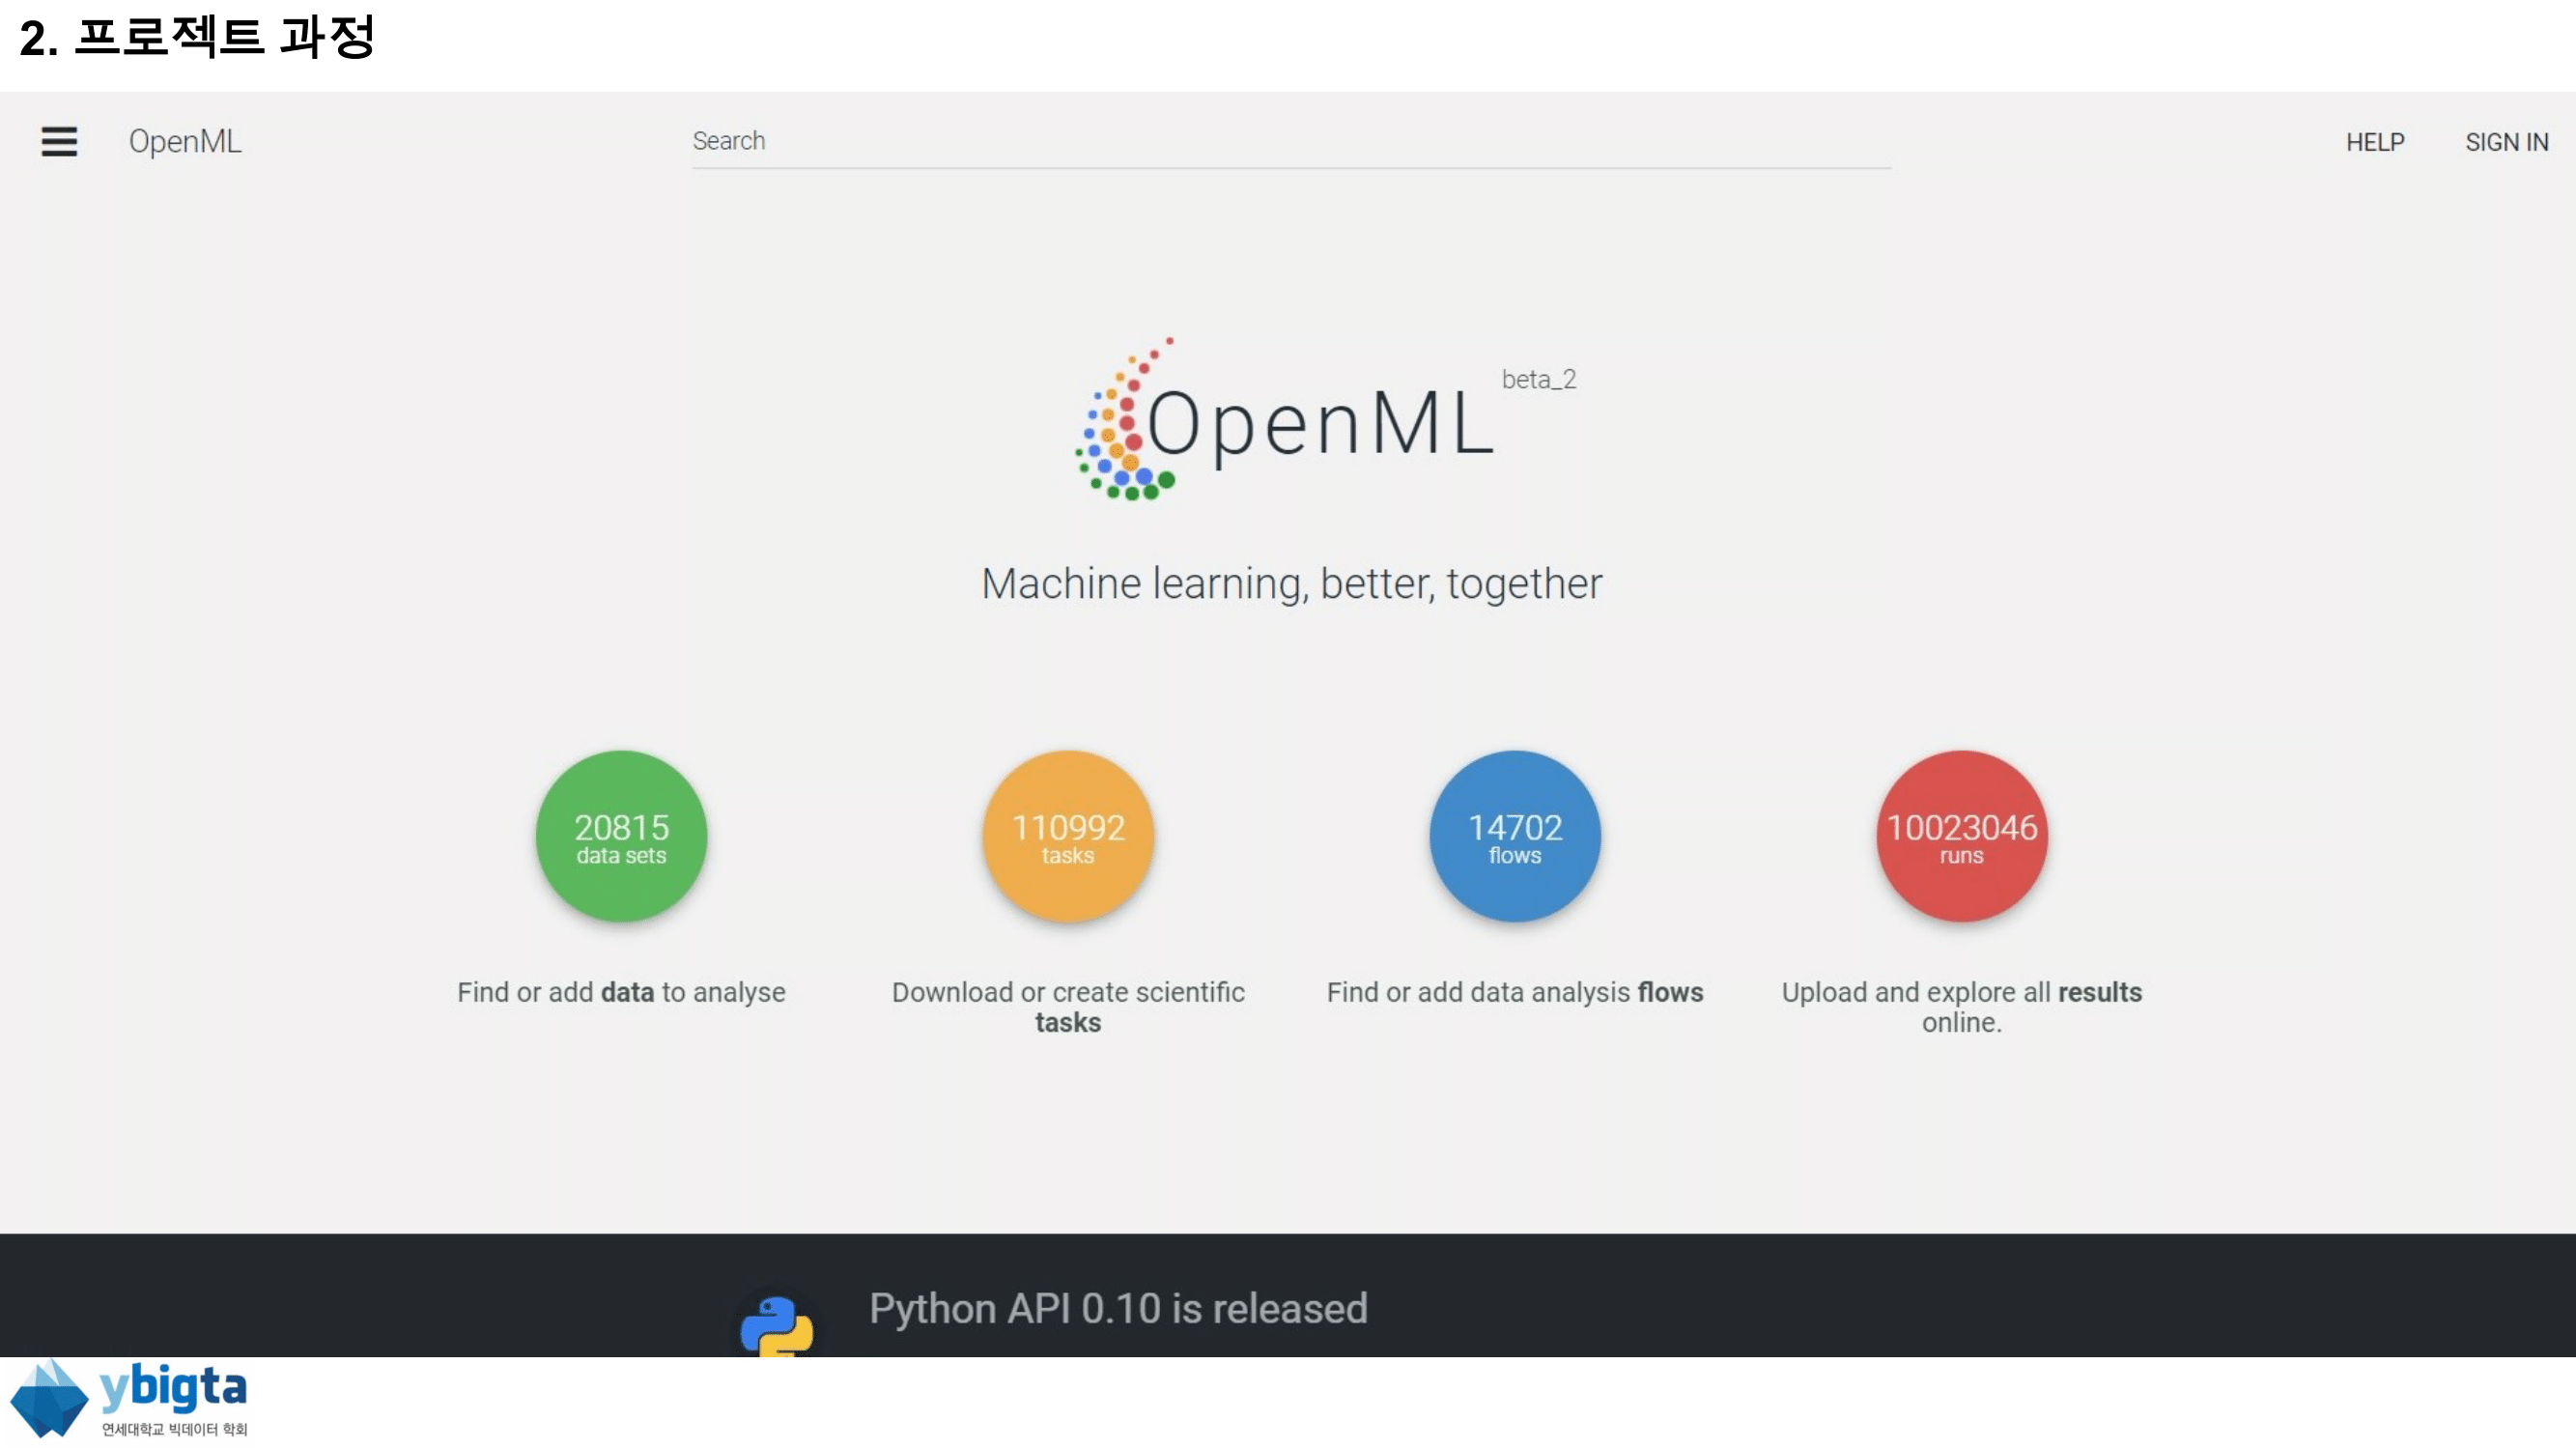 2. 프로젝트 과정
OpenML
Search
HELP
SIGN IN
OpenML
beta_2
Machine learning, better, together
20815
data sets
110992
tasks
14702
flows
10023046
runs
Find or add data to analyse
Download or create scientific
tasks
Find or add data analysis flows
Upload and explore all results
online.
Python API 0.10 is released
ybigta
연세대학교 빅데이터 학회